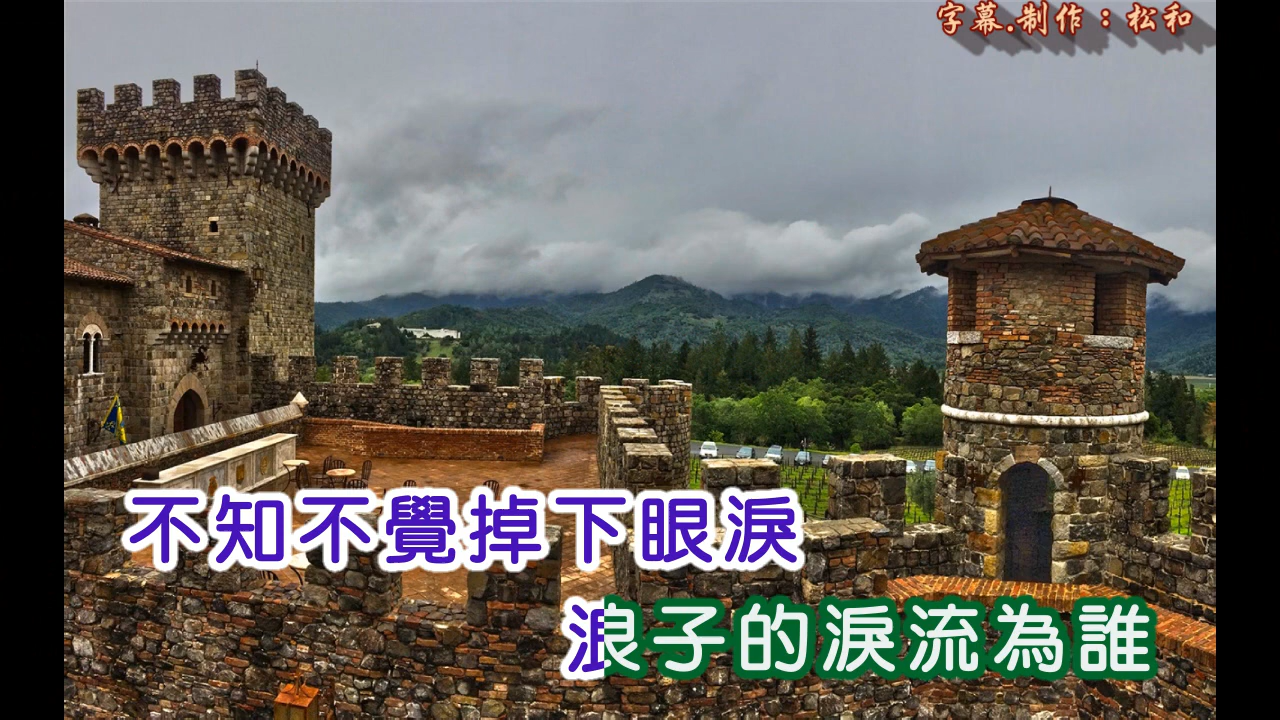 字幕.制作：松和
不知不覺掉下眼淚
浪子的淚流為誰